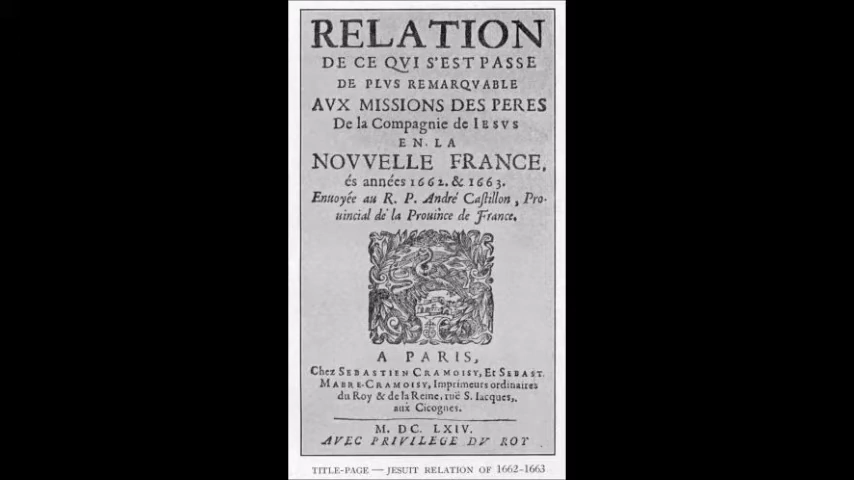 RELATION
DE CE QVI S'EST PASSE
DE PLVS REMARQVABLE
AVX MISSIONS DES PERES
De la Compagnie de IESVS
EN LA
NOVVELLE FRANCE,
és années 1662. & 1663.
Enuoyée au R. P. André Castillon, Pro-
uincial de la Prouince de France.
A PARIS,
Chez SEBASTIEN CRAMOISY, Et SEBAST.
MABRE-CRAMOISY, Imprimeurs ordinaires
du Roy & de la Reine, ruë S. Iacques,
aux Cicognes.
M. DC. LXIV.
AVEC PRIVILEGE DV ROY
TITLE-PAGE — JESUIT RELATION OF 1662-1663